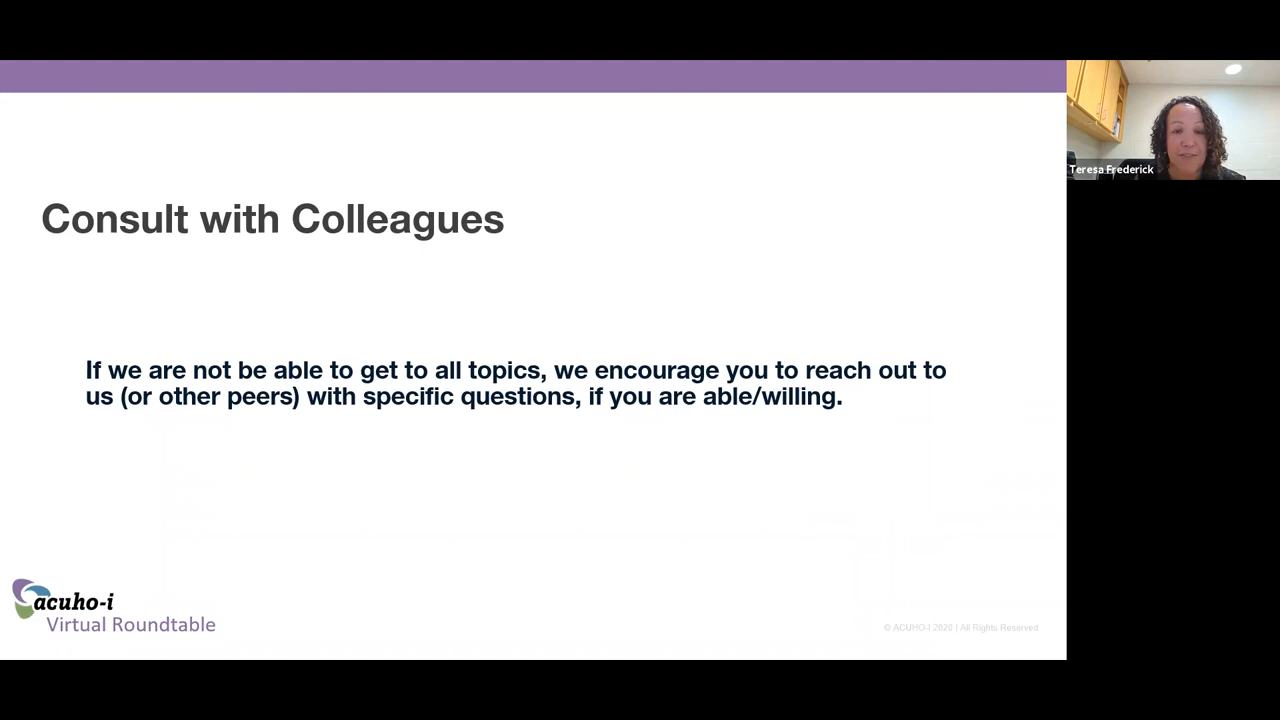 Teresa Frederick
Consult with Colleagues
If we are not be able to get to all topics, we encourage you to reach out to
us (or other peers) with specific questions, if you are able/willing.
acuho-i
Virtual Roundtable
© ACUHO-I 2020 | All Rights Reserved